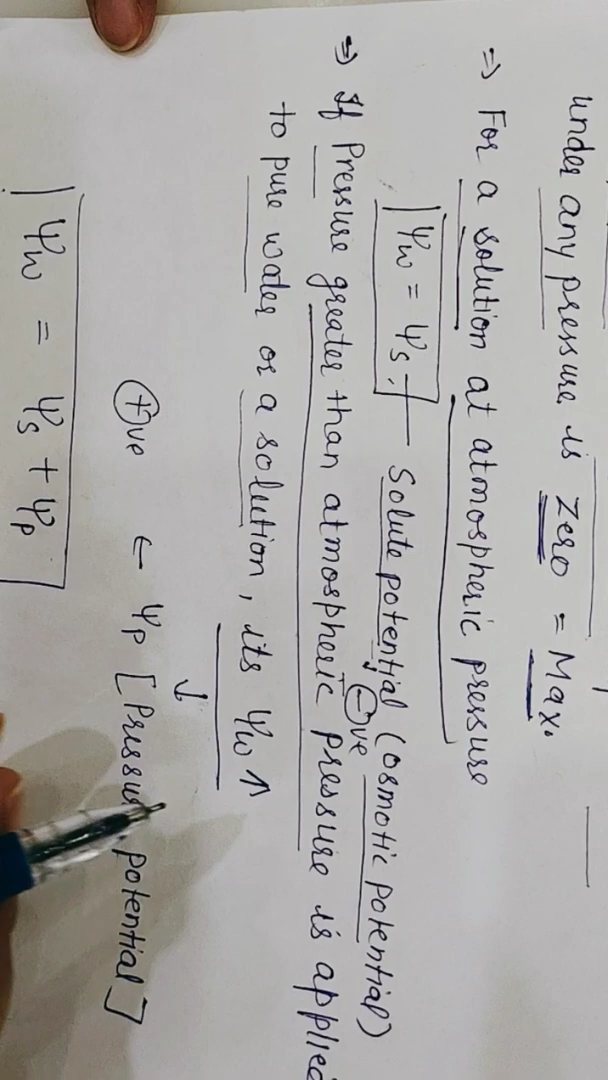 under any pressure is zero = Max.
⇒ For a solution at atmospheric pressure
Ψw = Ψs → Solute potential (osmotic potential)
⊖ve
⇒ If Pressure greater than atmospheric pressure is applied
to pure water or a solution, its Ψw ↑
↓
⊕ve ← Ψp [Pressure potential]
Ψw = Ψs + Ψp